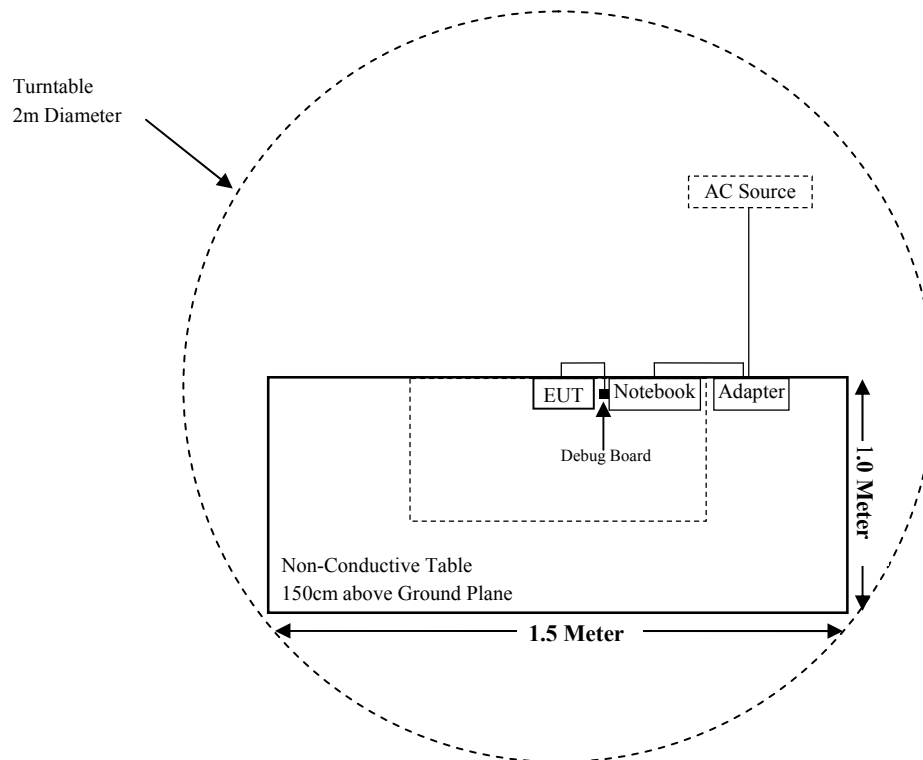 Turntable
2m Diameter
AC Source
EUT
Notebook
Adapter
Debug Board
1.0 Meter
Non-Conductive Table
150cm above Ground Plane
1.5 Meter